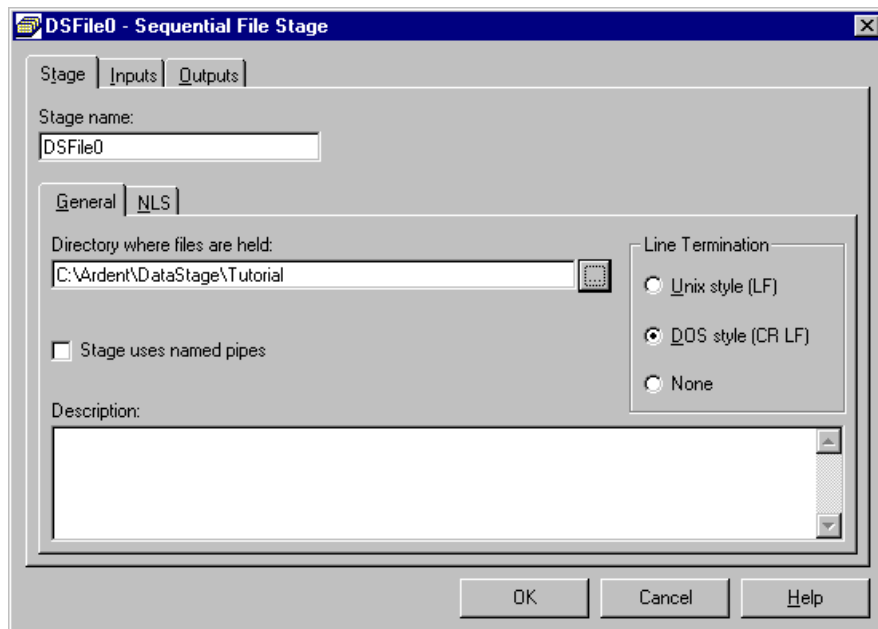 DSFile0 - Sequential File Stage
Stage Inputs Outputs
Stage name:
DSFile0
General NLS
Directory where files are held:
C:\Ardent\DataStage\Tutorial
...
Stage uses named pipes
Line Termination
Unix style (LF)
DOS style (CR LF)
None
Description:
OK Cancel Help